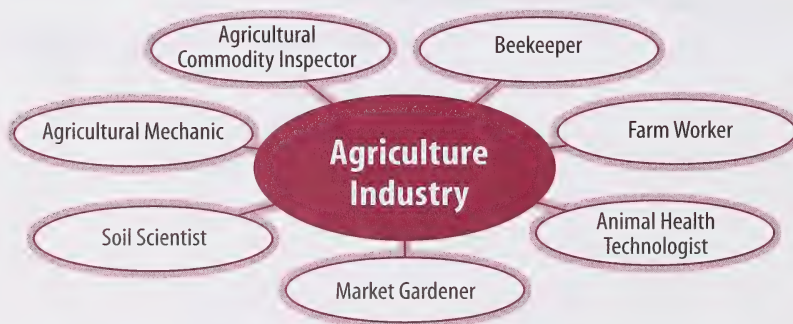 Agricultural
Commodity Inspector
Beekeeper
Agricultural Mechanic
Agriculture
Industry
Farm Worker
Soil Scientist
Animal Health
Technologist
Market Gardener